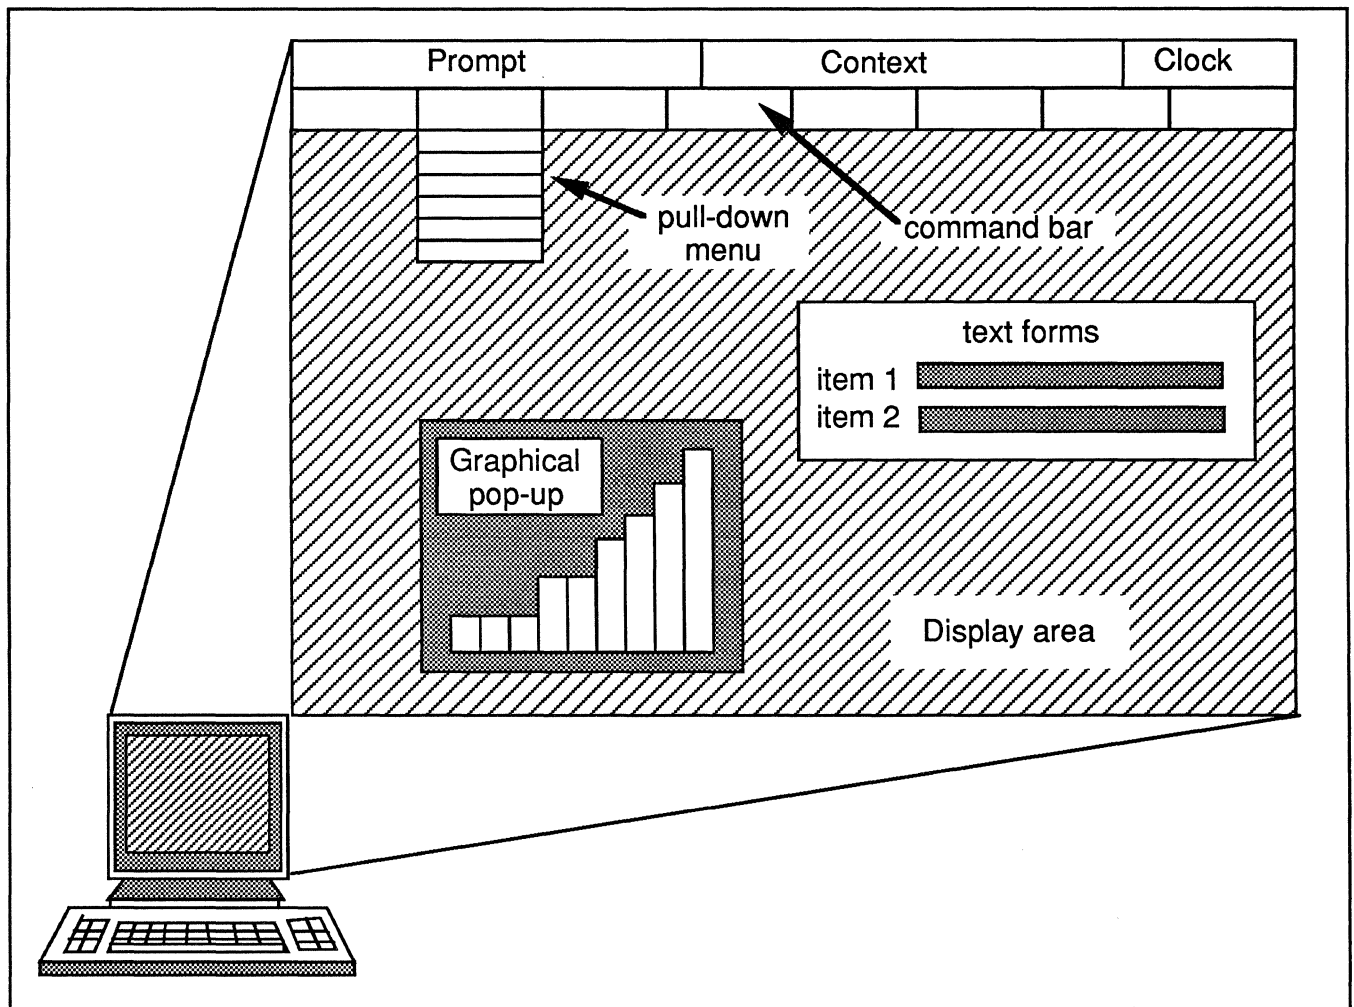 Prompt
Context
Clock
pull-down
menu
command bar
text forms
item 1
item 2
Graphical
pop-up
Display area